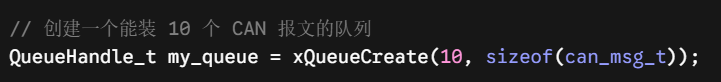 // 创建一个能装 10 个 CAN 报文的队列
QueueHandle_t my_queue = xQueueCreate(10, sizeof(can_msg_t));